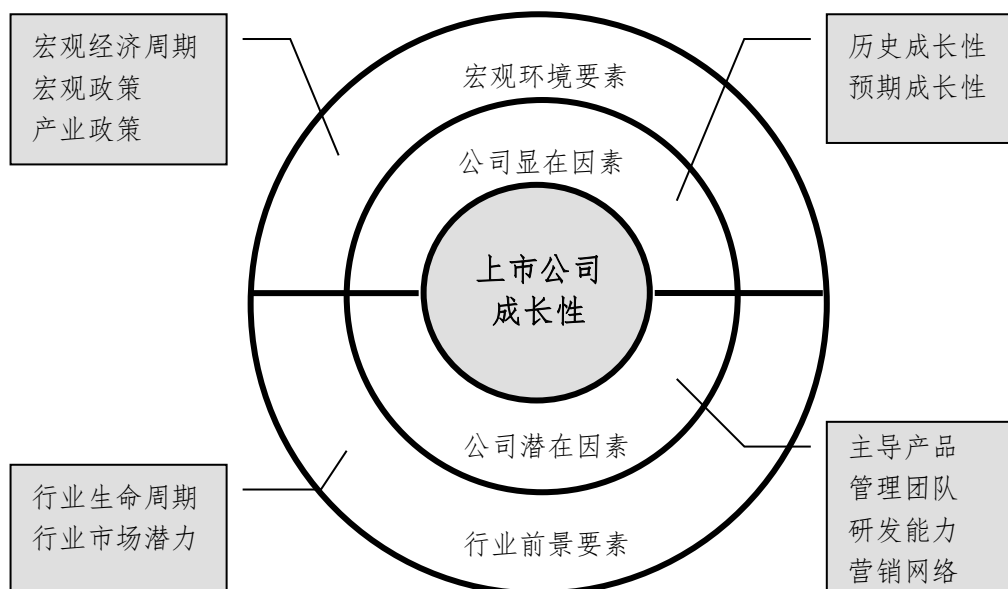 宏观经济周期
宏观政策
产业政策
宏观环境要素
历史成长性
预期成长性
公司显在因素
上市公司
成长性
公司潜在因素
行业生命周期
行业市场潜力
行业前景要素
主导产品
管理团队
研发能力
营销网络